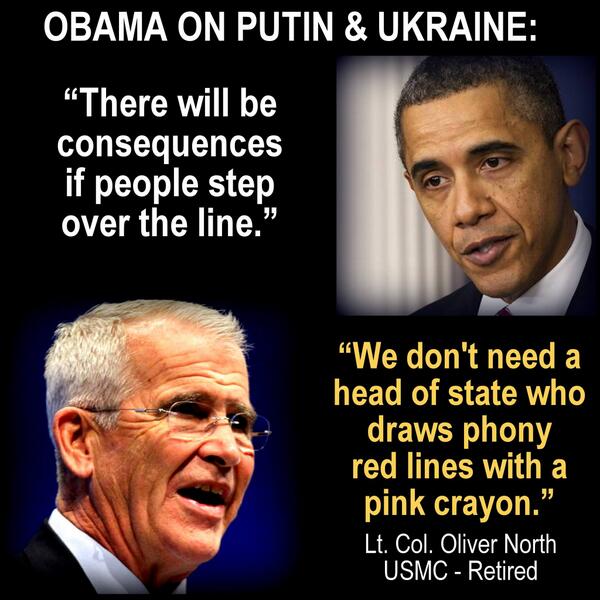 OBAMA ON PUTIN & UKRAINE:
“There will be
consequences
if people step
over the line.”
“We don't need a
head of state who
draws phony
red lines with a
pink crayon.”
Lt. Col. Oliver North
USMC - Retired